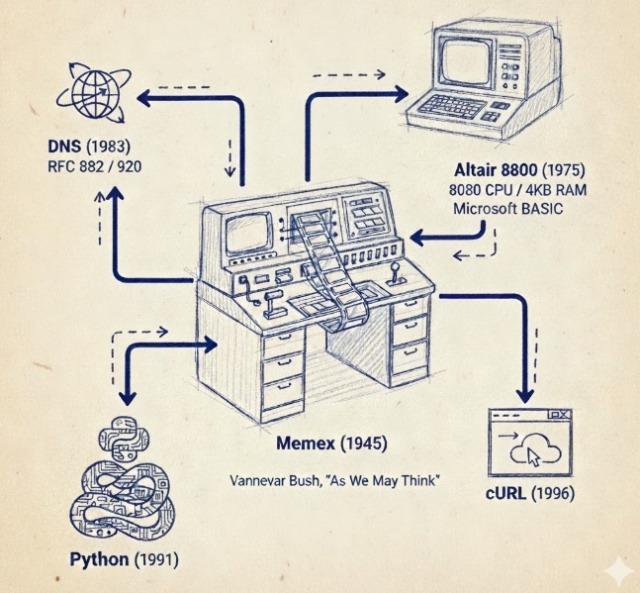 DNS (1983)
RFC 882 / 920
Altair 8800 (1975)
8080 CPU / 4KB RAM
Microsoft BASIC
Memex (1945)
Vannevar Bush, "As We May Think"
cURL (1996)
Python (1991)